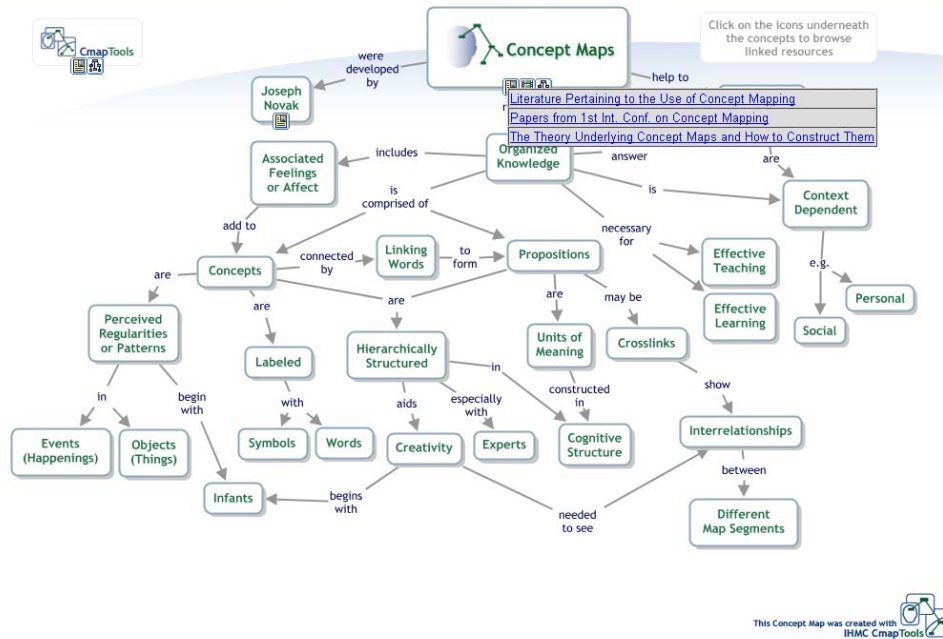 CmapTools
Concept Maps
Click on the icons underneath
the concepts to browse
linked resources
were
developed
by
help to
Joseph
Novak
Literature Pertaining to the Use of Concept Mapping
Papers from 1st Int. Conf. on Concept Mapping
The Theory Underlying Concept Maps and How to Construct Them
Associated
Feelings
or Affect
includes
Organized
Knowledge
answer
are
is
comprised of
is
Context
Dependent
add to
necessary
for
Concepts
connected
by
Linking
Words
to
form
Propositions
Effective
Teaching
e.g.
are
are
are
are
may be
Effective
Learning
Personal
Social
Perceived
Regularities
or Patterns
Labeled
Hierarchically
Structured
Units of
Meaning
Crosslinks
in
begin
with
with
aids
especially
with
in
constructed
in
show
Events
(Happenings)
Objects
(Things)
Symbols
Words
Creativity
Experts
Cognitive
Structure
Interrelationships
Infants
begins
with
needed
to see
between
Different
Map Segments
This Concept Map was created with
IHMC CmapTools